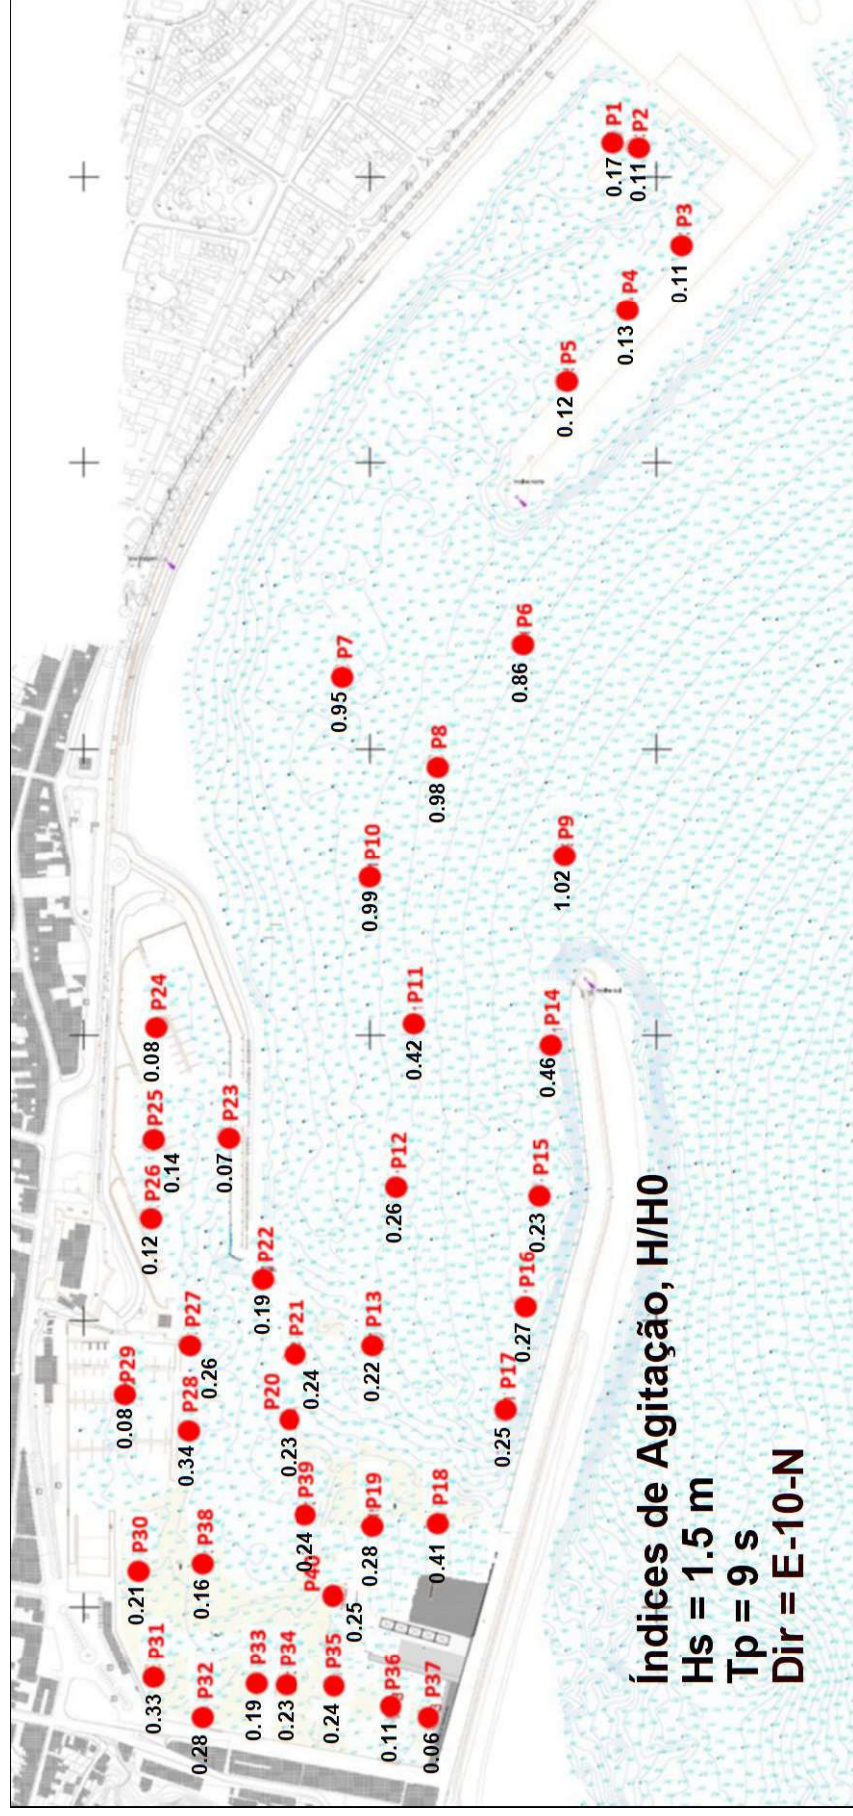 P1
0.17
P2
0.11
P3
0.11
P4
0.13
P5
0.12
P6
0.86
P7
0.95
P8
0.98
P9
1.02
P10
0.99
P11
0.42
P12
0.26
P13
0.22
P14
0.46
P15
0.23
P16
0.27
P17
0.25
P18
0.41
P19
0.28
P20
0.23
P21
0.24
P22
0.19
P23
0.07
P24
0.08
P25
0.14
P26
0.12
P27
0.26
P28
0.34
P29
0.08
P30
0.21
P31
0.33
P32
0.28
P33
0.19
P34
0.23
P35
0.24
P36
0.11
P37
0.06
P38
0.16
P39
0.24
P40
0.25
Índices de Agitação, H/H0
Hs = 1.5 m
Tp = 9 s
Dir = E-10-N